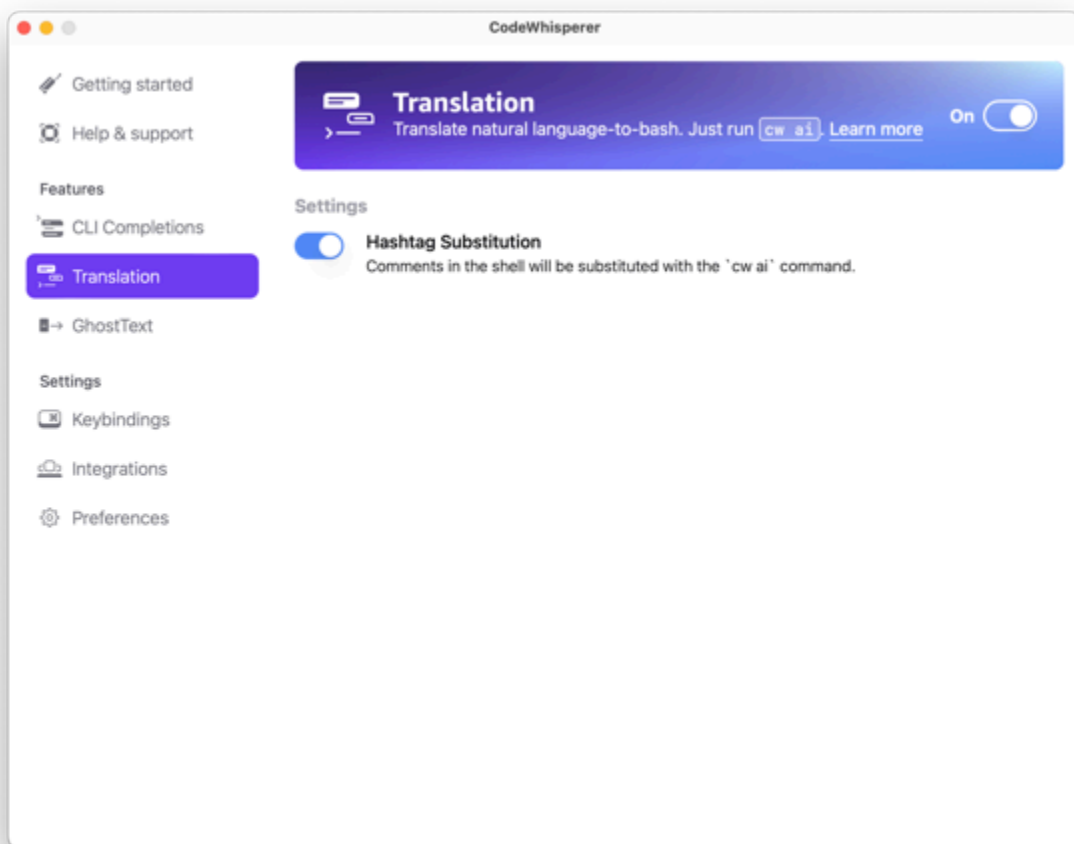 CodeWhisperer
Getting started
Help & support
Features
CLI Completions
Translation
GhostText
Settings
Keybindings
Integrations
Preferences
Translation
Translate natural language-to-bash. Just run cw ai. Learn more
On
Settings
Hashtag Substitution
Comments in the shell will be substituted with the `cw ai` command.